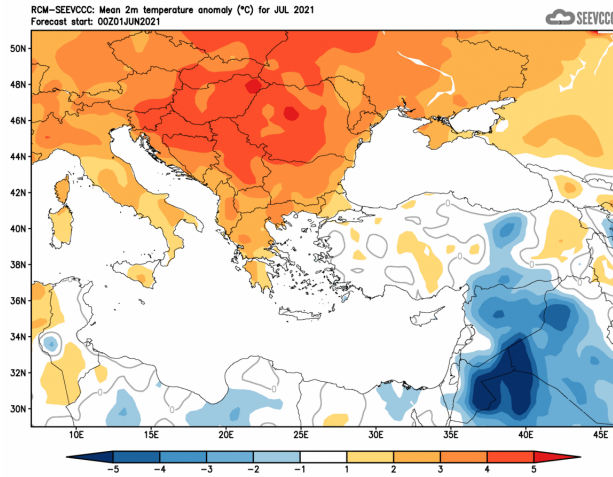 RCM-SEEVCCC: Mean 2m temperature anomaly (°C) for JUL 2021
Forecast start: 00Z01JUN2021
SEEVCCC
50N
48N
46N
44N
42N
40N
38N
36N
34N
32N
30N
10E 15E 20E 25E 30E 35E 40E 45E
-5 -4 -3 -2 -1 1 2 3 4 5